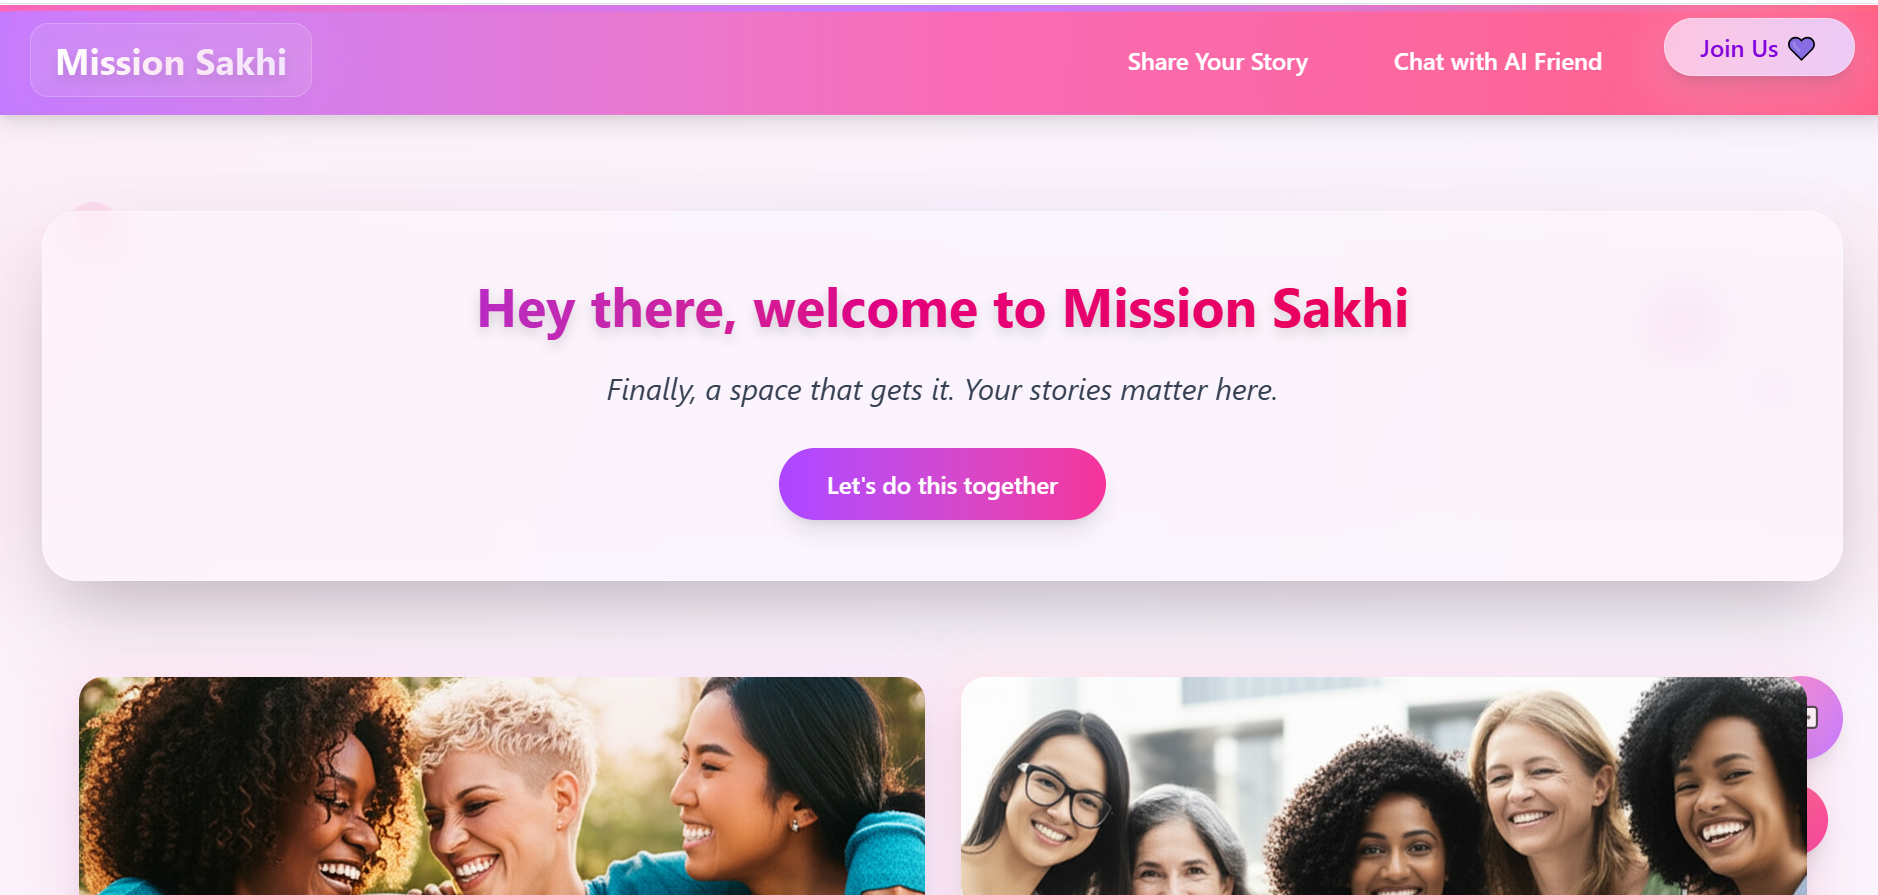 Mission Sakhi
Share Your Story
Chat with AI Friend
Join Us
Hey there, welcome to Mission Sakhi
Finally, a space that gets it. Your stories matter here.
Let's do this together